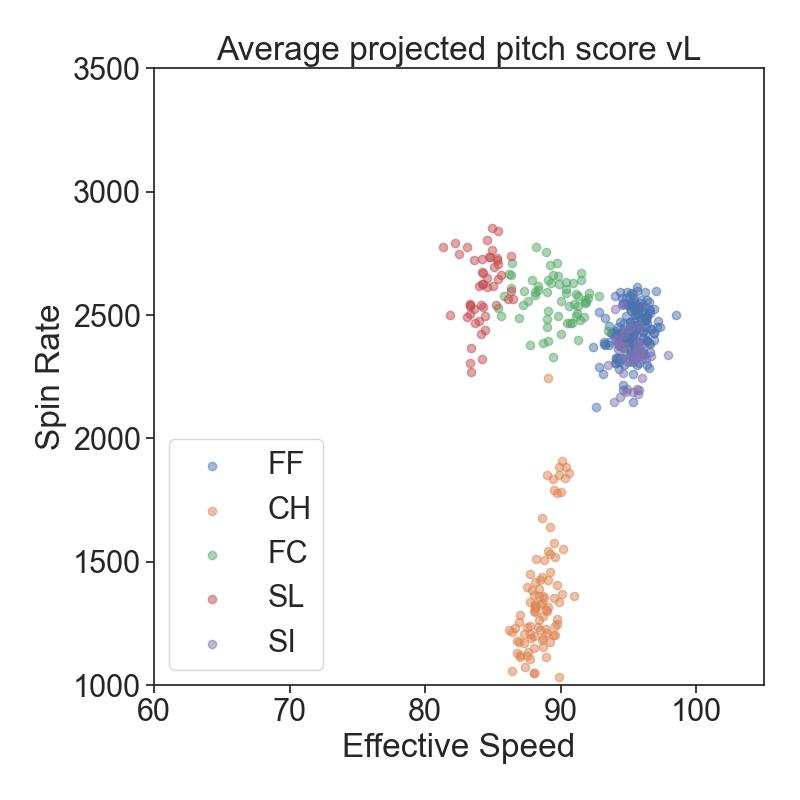 Average projected pitch score vL
3500
3000
2500
2000
1500
1000
Spin Rate
FF
CH
FC
SL
SI
60 70 80 90 100
Effective Speed